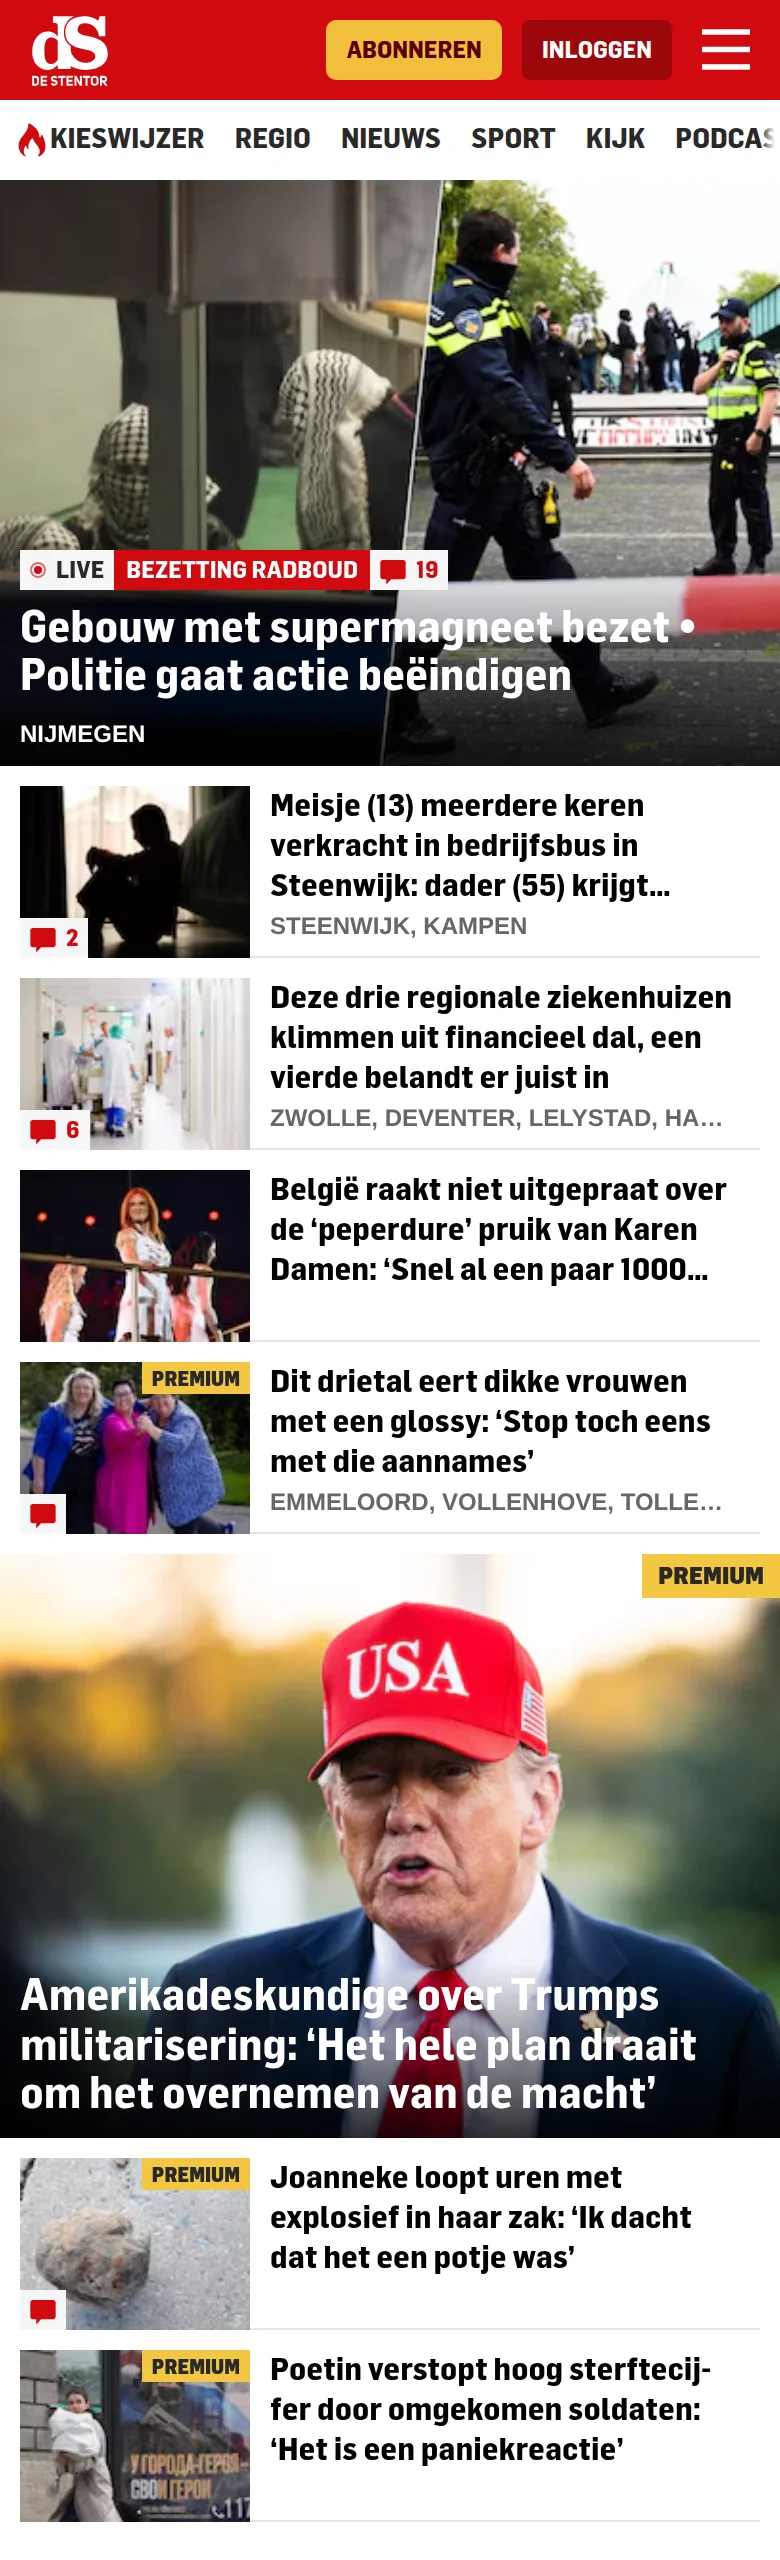 dS
DE STENTOR
ABONNEREN
INLOGGEN
KIESWIJZER REGIO NIEUWS SPORT KIJK PODCAS
LIVE BEZETTING RADBOUD 19
Gebouw met supermagneet bezet •
Politie gaat actie beëindigen
NIJMEGEN
Meisje (13) meerdere keren
verkracht in bedrijfsbus in
Steenwijk: dader (55) krijgt...
STEENWIJK, KAMPEN
2
Deze drie regionale ziekenhuizen
klimmen uit financieel dal, een
vierde belandt er juist in
ZWOLLE, DEVENTER, LELYSTAD, HA...
6
België raakt niet uitgepraat over
de ‘peperdure’ pruik van Karen
Damen: ‘Snel al een paar 1000...
PREMIUM
Dit drietal eert dikke vrouwen
met een glossy: ‘Stop toch eens
met die aannames’
EMMELOORD, VOLLENHOVE, TOLLE...
PREMIUM
USA
Amerikadeskundige over Trumps
militarisering: ‘Het hele plan draait
om het overnemen van de macht’
PREMIUM
Joanneke loopt uren met
explosief in haar zak: ‘Ik dacht
dat het een potje was’
PREMIUM
Poetin verstopt hoog sterftecij-
fer door omgekomen soldaten:
‘Het is een paniekreactie’
У ГОРОДА-ГЕРОЯ-
СВОИ ГЕРОИ
117